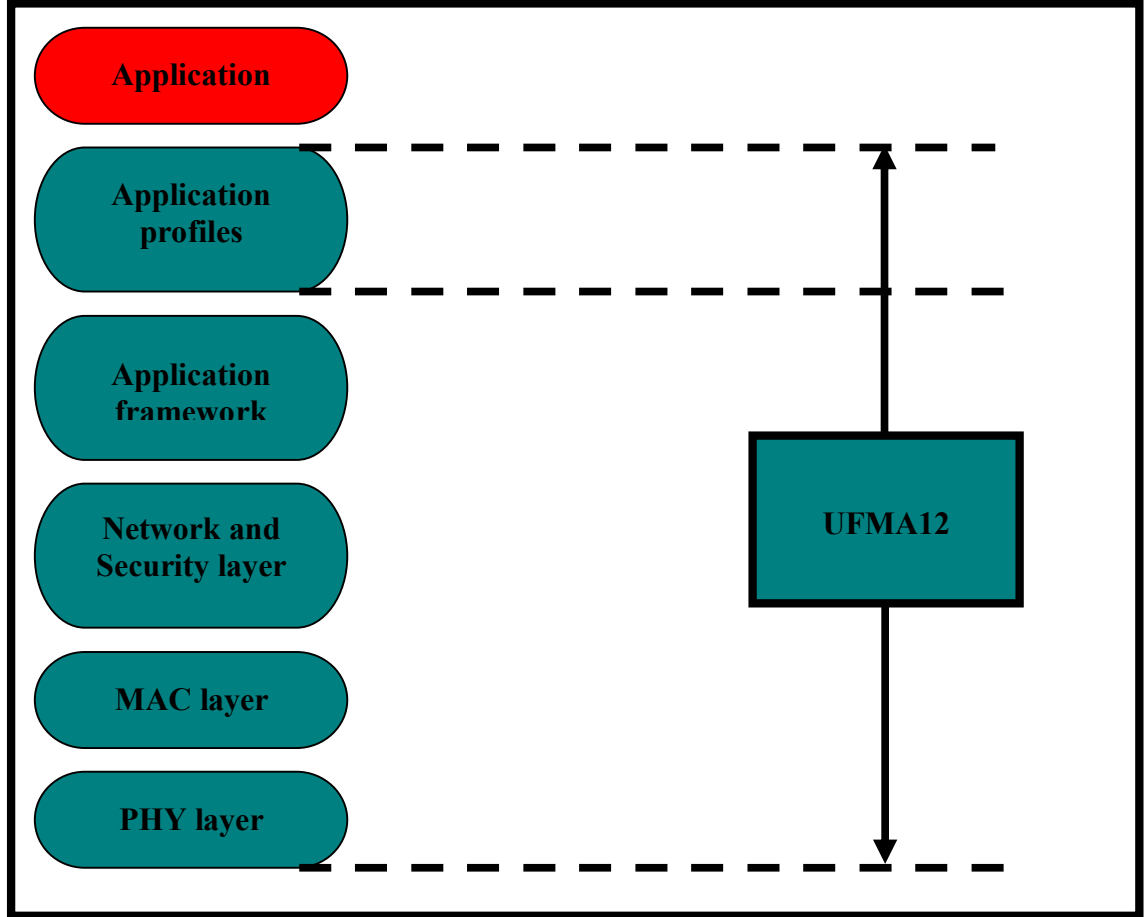 Application
Application
profiles
Application
framework
Network and
Security layer
UFMA12
MAC layer
PHY layer